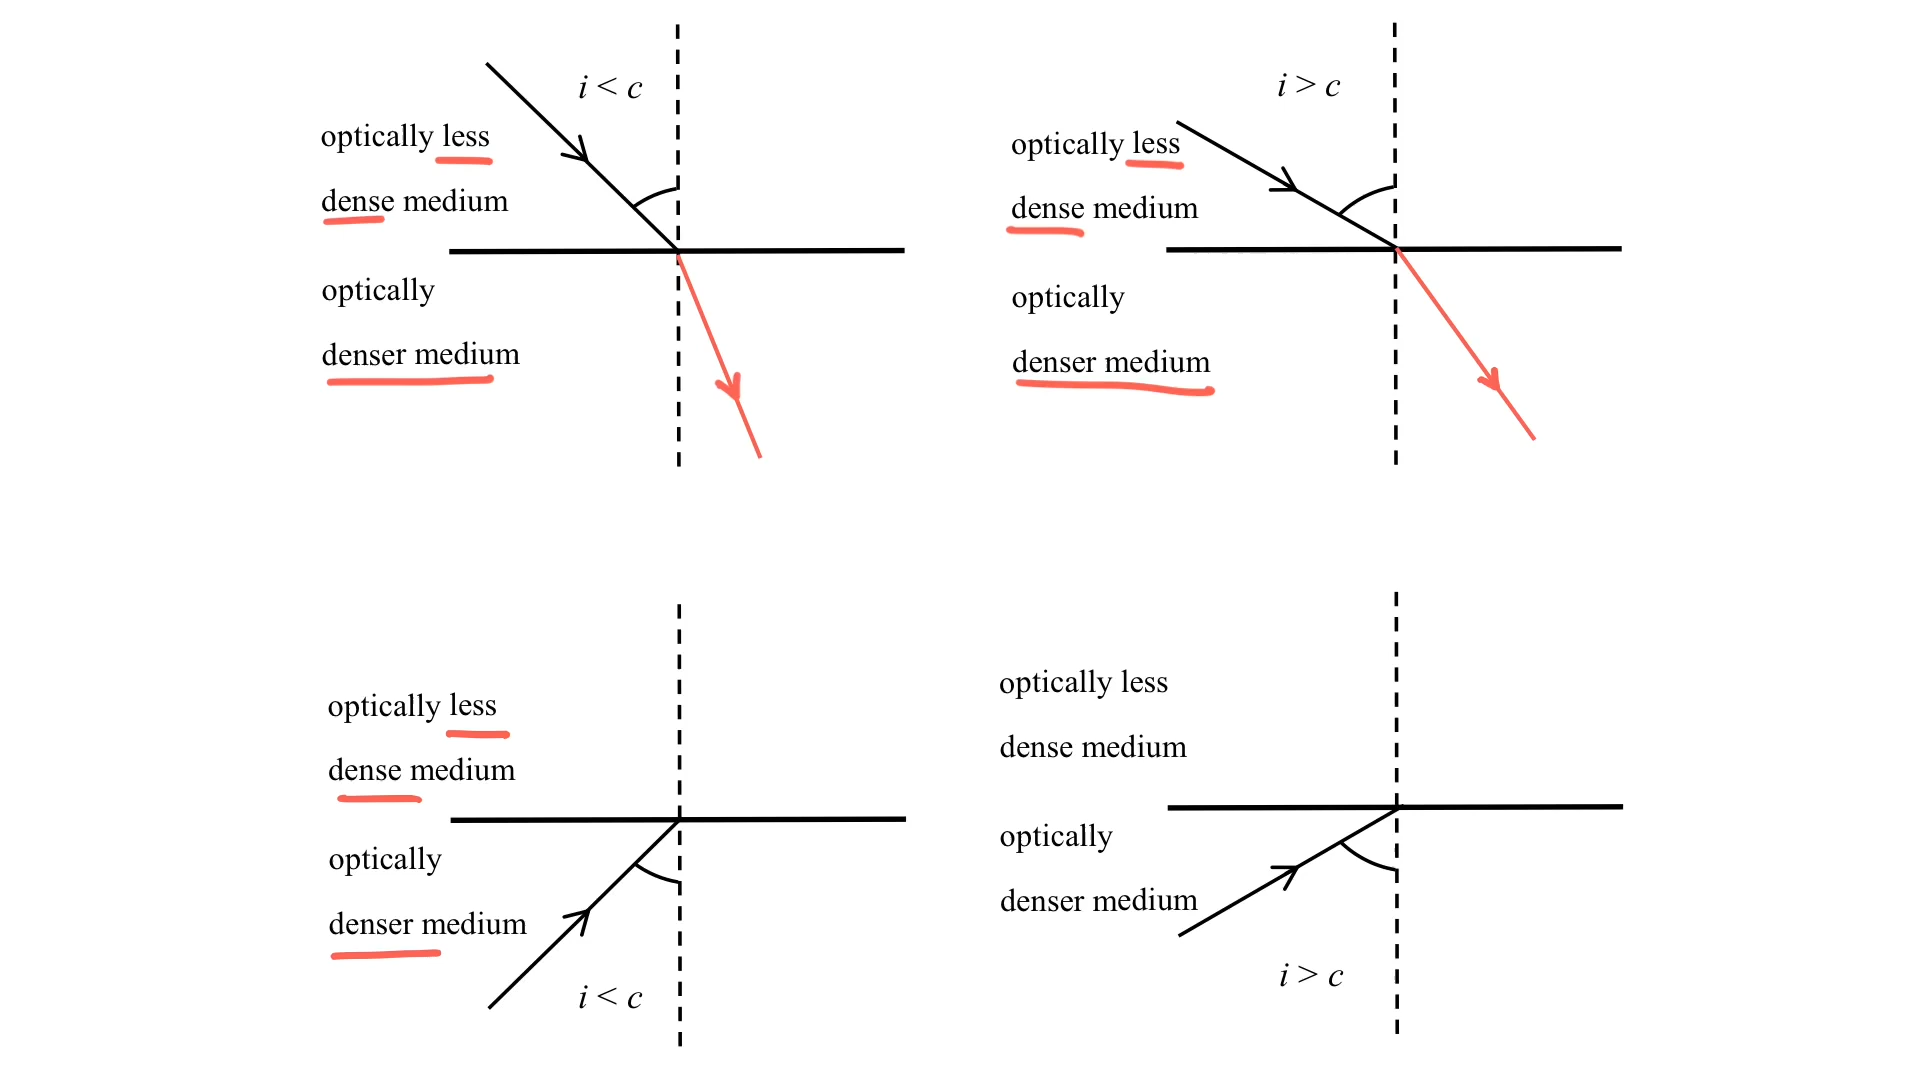 i < c
optically less
dense medium
optically
denser medium
i > c
optically less
dense medium
optically
denser medium
optically less
dense medium
optically
denser medium
i < c
optically less
dense medium
optically
denser medium
i > c